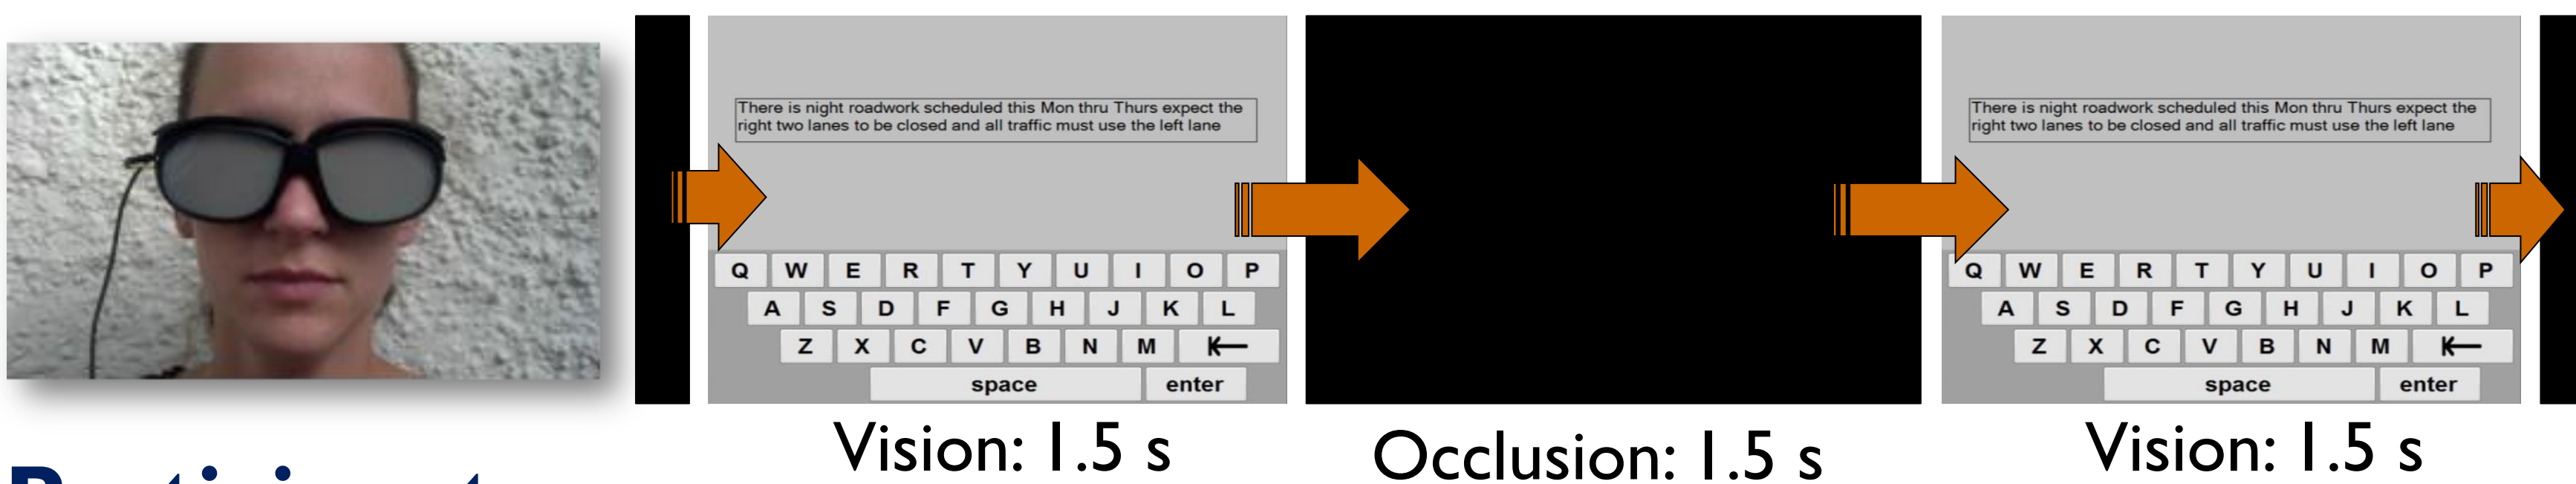 There is night roadwork scheduled this Mon thru Thurs expect the
right two lanes to be closed and all traffic must use the left lane
Q W E R T Y U I O P
A S D F G H J K L
Z X C V B N M
space enter
Vision: 1.5 s
Occlusion: 1.5 s
There is night roadwork scheduled this Mon thru Thurs expect the
right two lanes to be closed and all traffic must use the left lane
Q W E R T Y U I O P
A S D F G H J K L
Z X C V B N M
space enter
Vision: 1.5 s